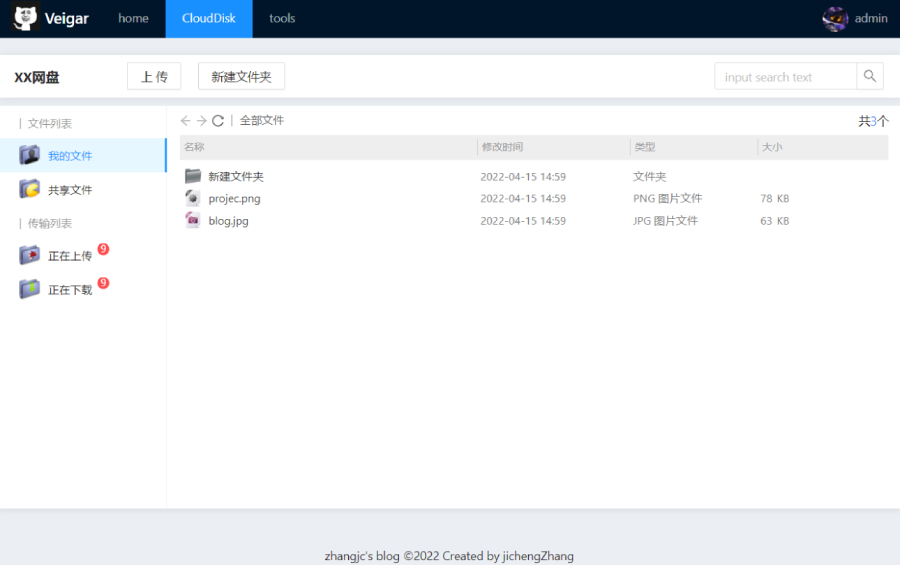 Veigar home CloudDisk tools admin
XX网盘 上 传 新建文件夹 input search text
文件列表
我的文件
共享文件
传输列表
正在上传 9
正在下载 9
全部文件 共3个
名称 修改时间 类型 大小
新建文件夹 2022-04-15 14:59 文件夹
projec.png 2022-04-15 14:59 PNG 图片文件 78 KB
blog.jpg 2022-04-15 14:59 JPG 图片文件 63 KB
zhangjc's blog ©2022 Created by jichengZhang